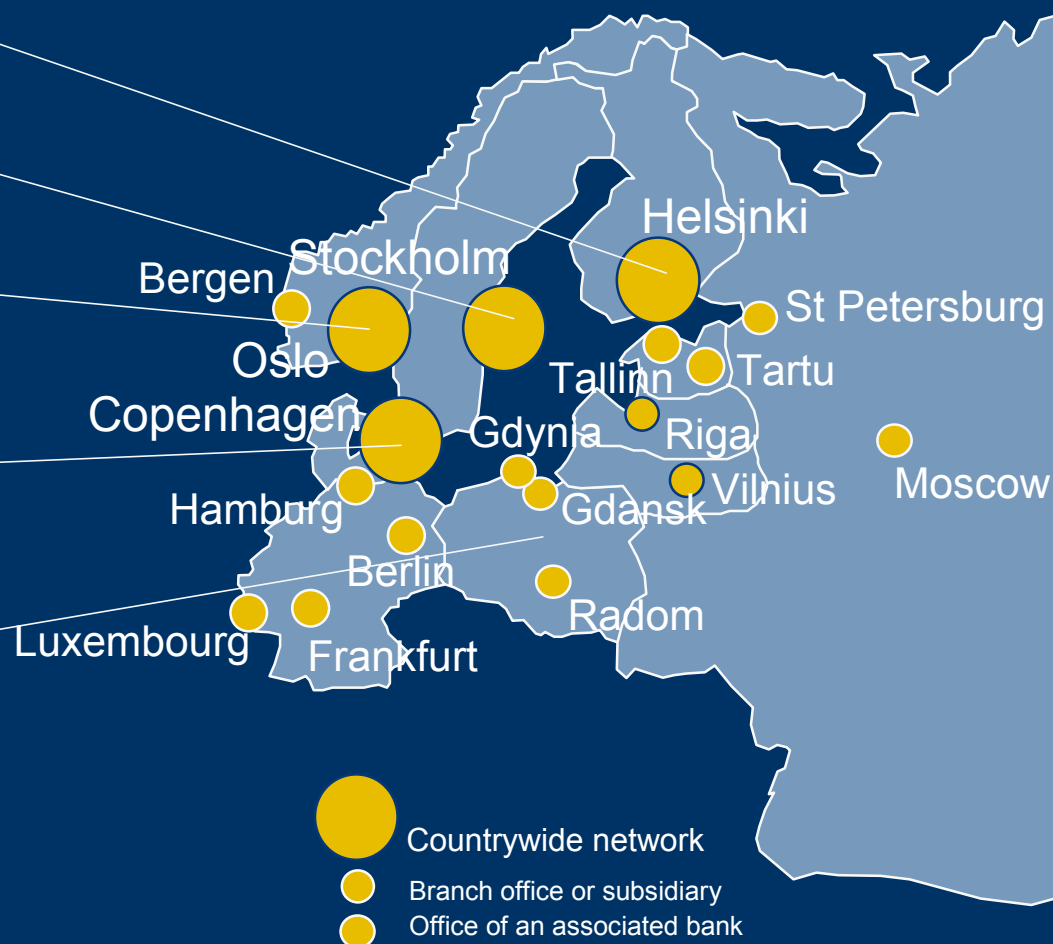 Helsinki
Stockholm
Bergen
St Petersburg
Oslo
Tallinn
Tartu
Copenhagen
Gdynia
Riga
Moscow
Vilnius
Hamburg
Gdansk
Berlin
Radom
Luxembourg
Frankfurt
Countrywide network
Branch office or subsidiary
Office of an associated bank